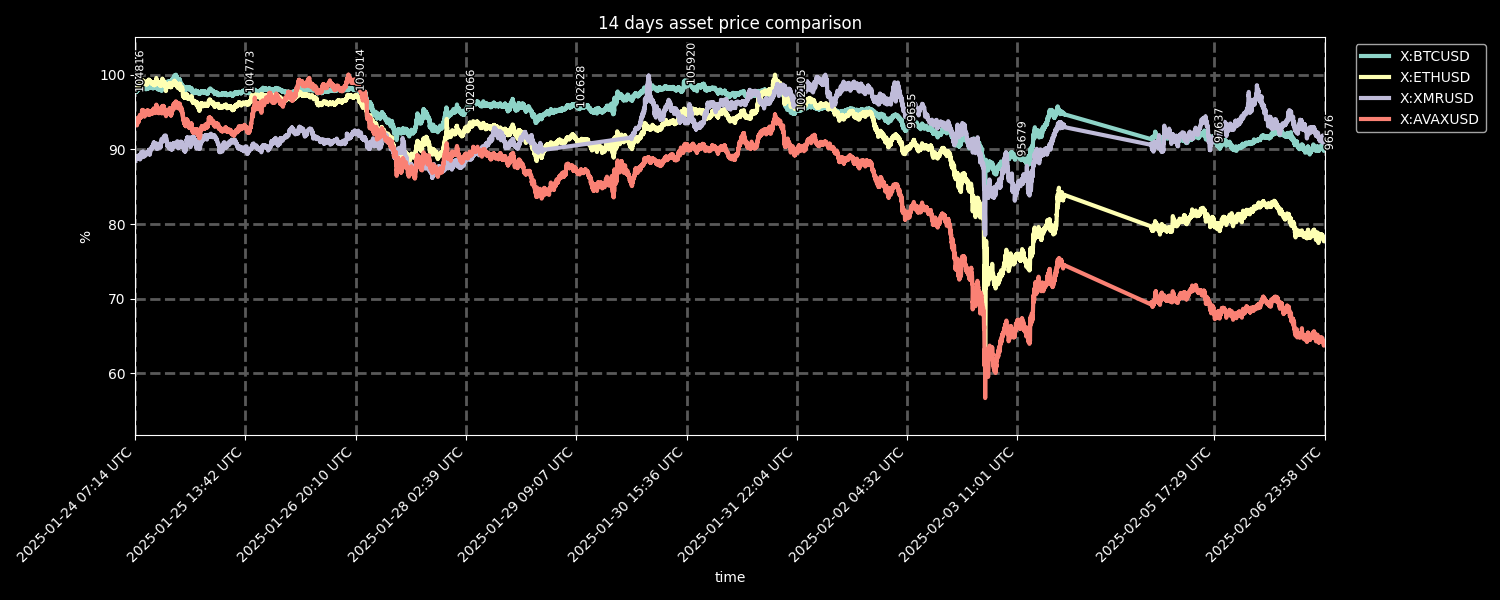 14 days asset price comparison
X:BTCUSD
X:ETHUSD
X:XMRUSD
X:AVAXUSD
%
100
90
80
70
60
104816
104773
105014
102066
102628
105920
102105
99655
95679
97637
96576
2025-01-24 07:14 UTC
2025-01-25 13:42 UTC
2025-01-26 20:10 UTC
2025-01-28 02:39 UTC
2025-01-29 09:07 UTC
2025-01-30 15:36 UTC
2025-01-31 22:04 UTC
2025-02-02 04:32 UTC
2025-02-03 11:01 UTC
2025-02-05 17:29 UTC
2025-02-06 23:58 UTC
time